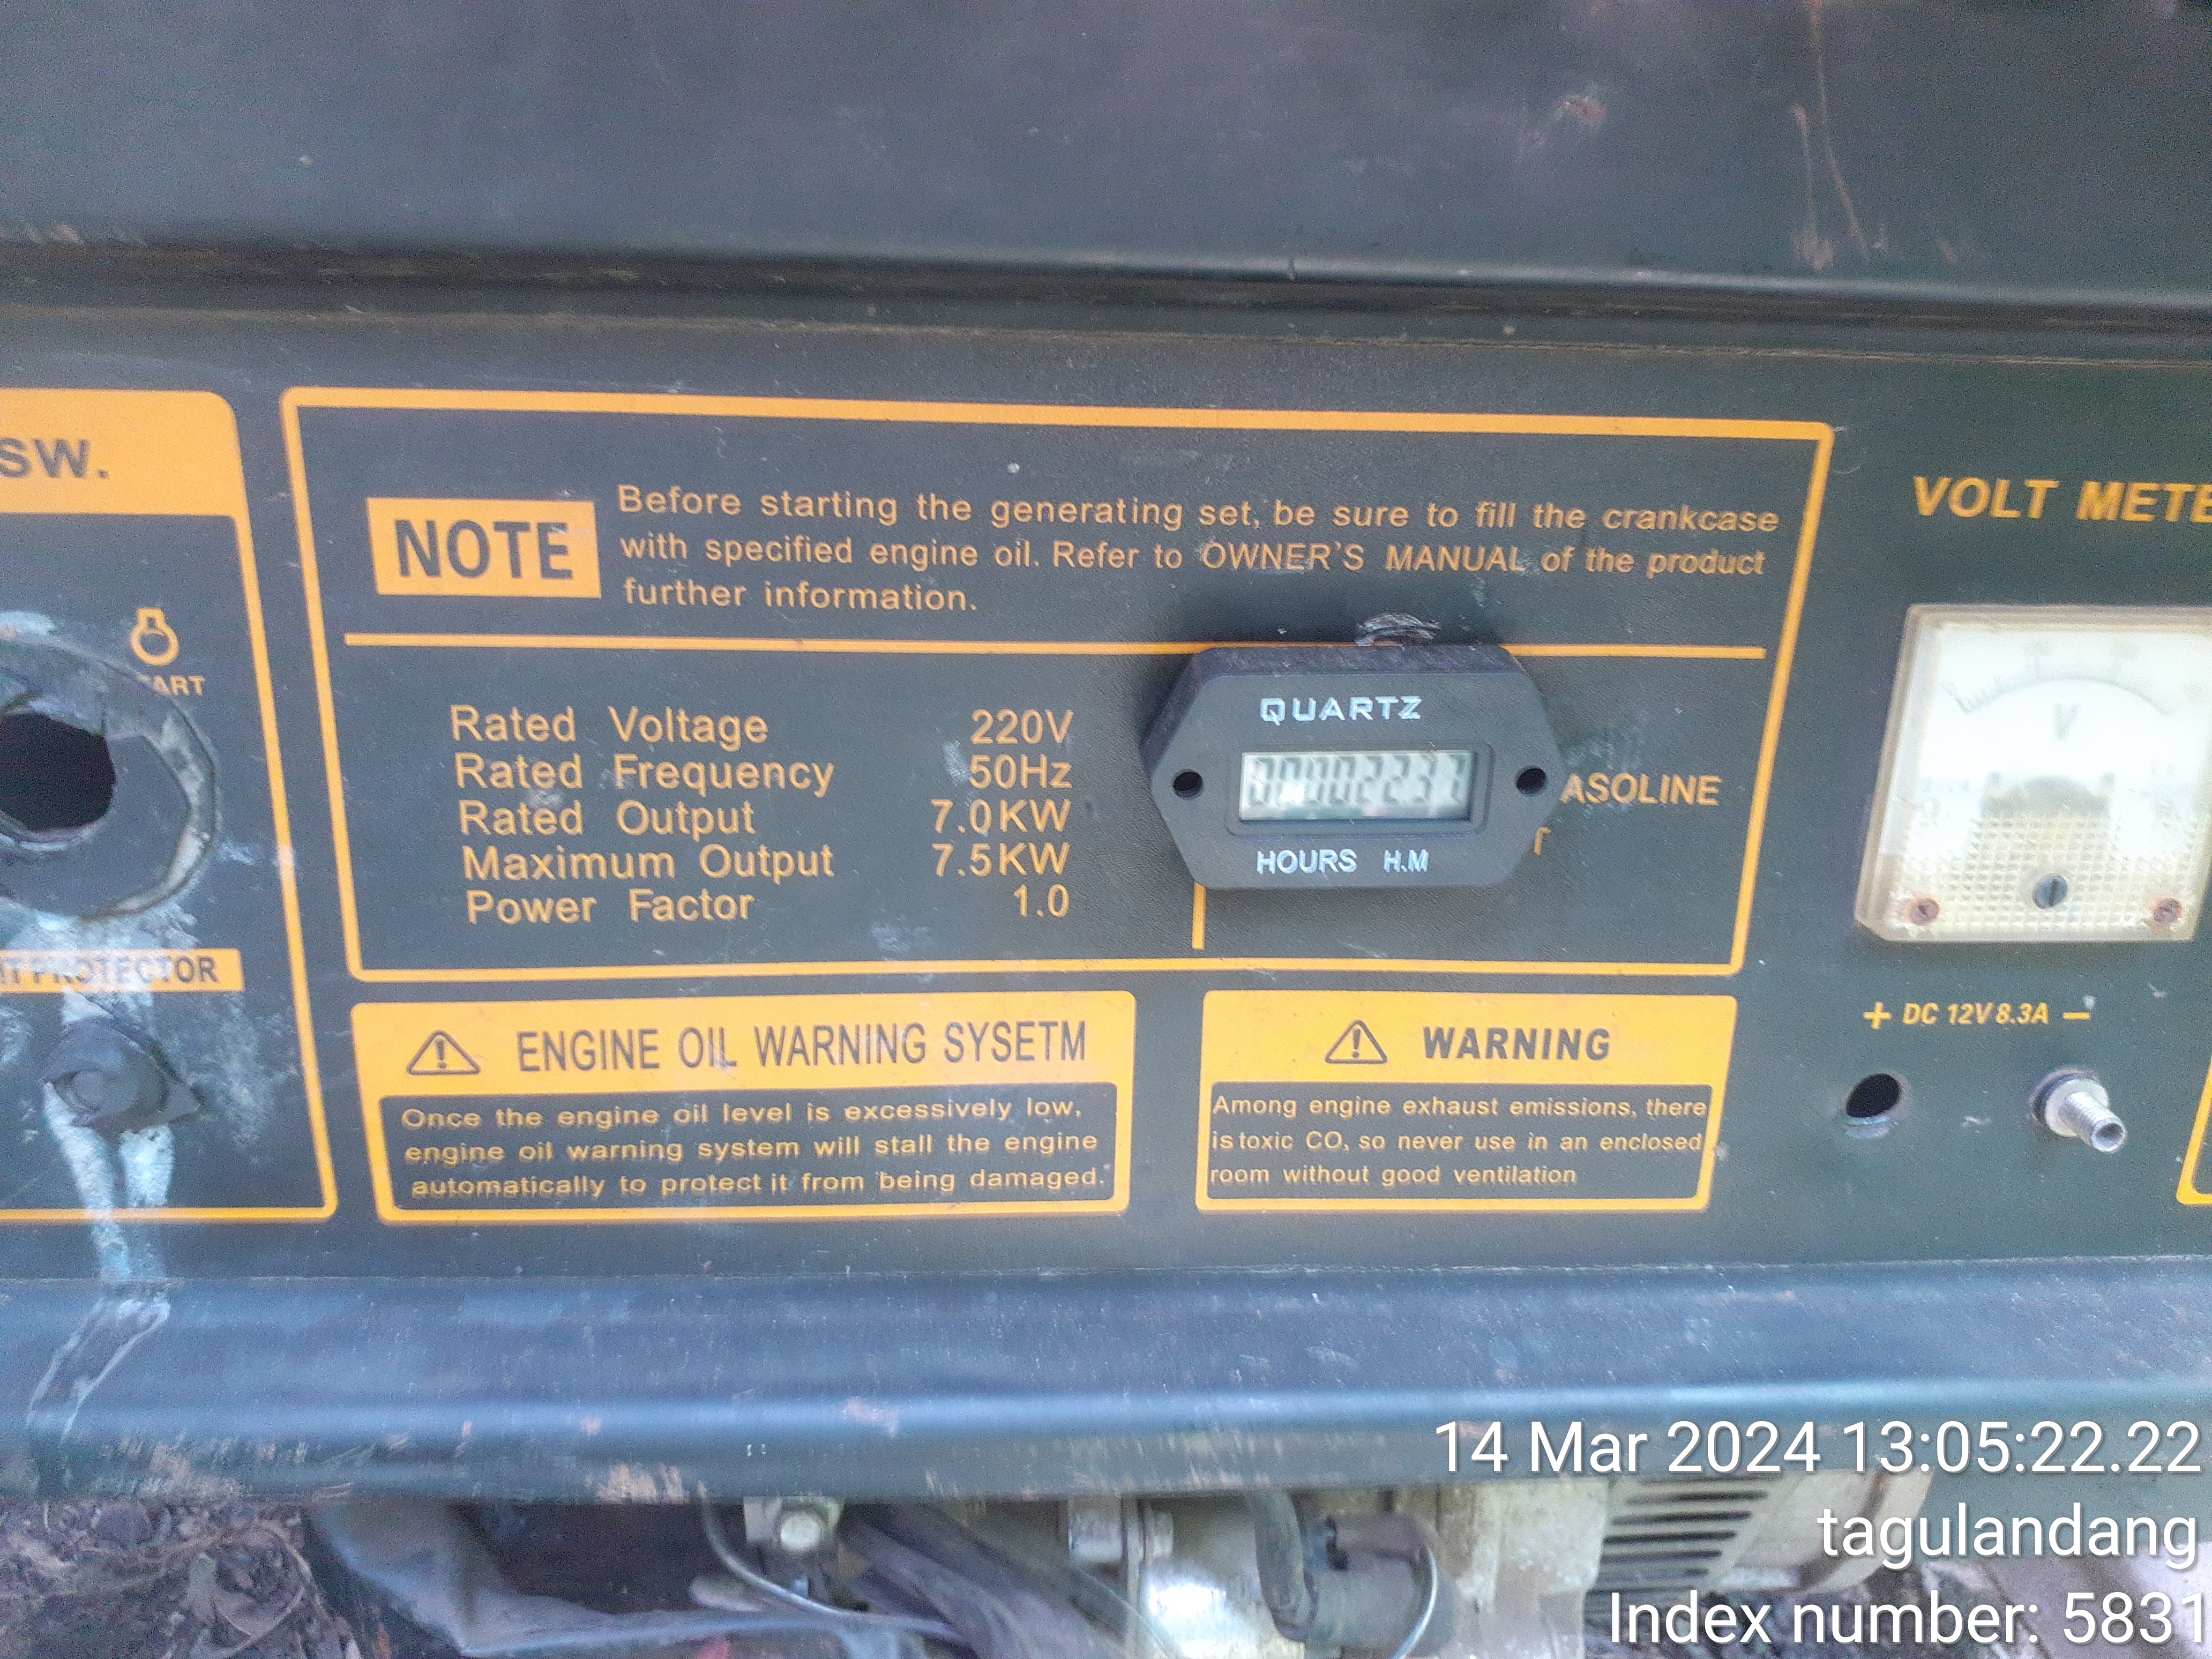 SW.
NOTE
Before starting the generating set, be sure to fill the crankcase
with specified engine oil. Refer to OWNER'S MANUAL of the product
further information.
VOLT METE
ART
Rated Voltage 220V
Rated Frequency 50Hz
Rated Output 7.0KW
Maximum Output 7.5KW
Power Factor 1.0
QUARTZ
HOURS H.M
ASOLINE
V
PROTECTOR
+ DC 12V 8.3A −
ENGINE OIL WARNING SYSETM
Once the engine oil level is excessively low,
engine oil warning system will stall the engine
automatically to protect it from being damaged.
WARNING
Among engine exhaust emissions, there
is toxic CO, so never use in an enclosed
room without good ventilation
14 Mar 2024 13:05:22.22
tagulandang
Index number: 5831